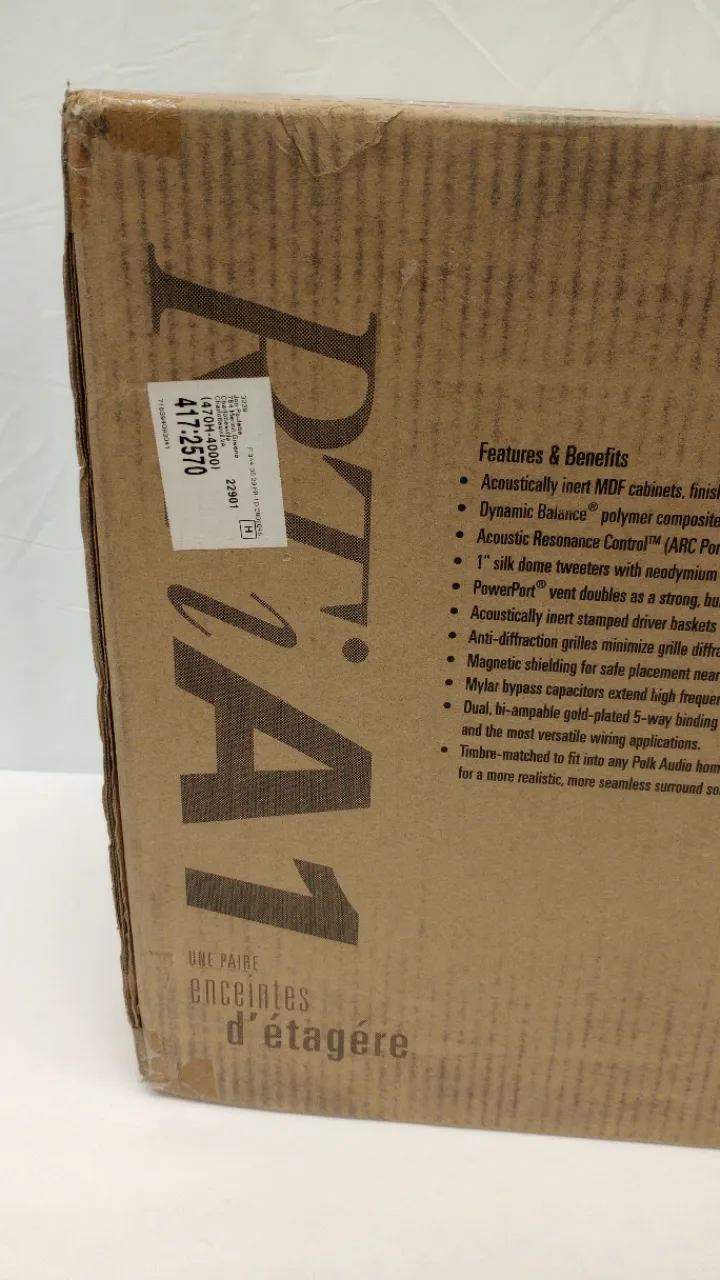 RTiA1
417:2570
(470H-4000)
22901
H
Features & Benefits
• Acoustically inert MDF cabinets, finis
• Dynamic Balance® polymer composite
• Acoustic Resonance Control™ (ARC Por
• 1" silk dome tweeters with neodymium
• PowerPort® vent doubles as a strong, bu
• Acoustically inert stamped driver baskets
• Anti-diffraction grilles minimize grille diffra
• Magnetic shielding for safe placement near
• Mylar bypass capacitors extend high frequen
• Dual, bi-ampable gold-plated 5-way binding
and the most versatile wiring applications.
• Timbre-matched to fit into any Polk Audio hom
for a more realistic, more seamless surround so
UNE PAIRE
enceintes
d'étagére